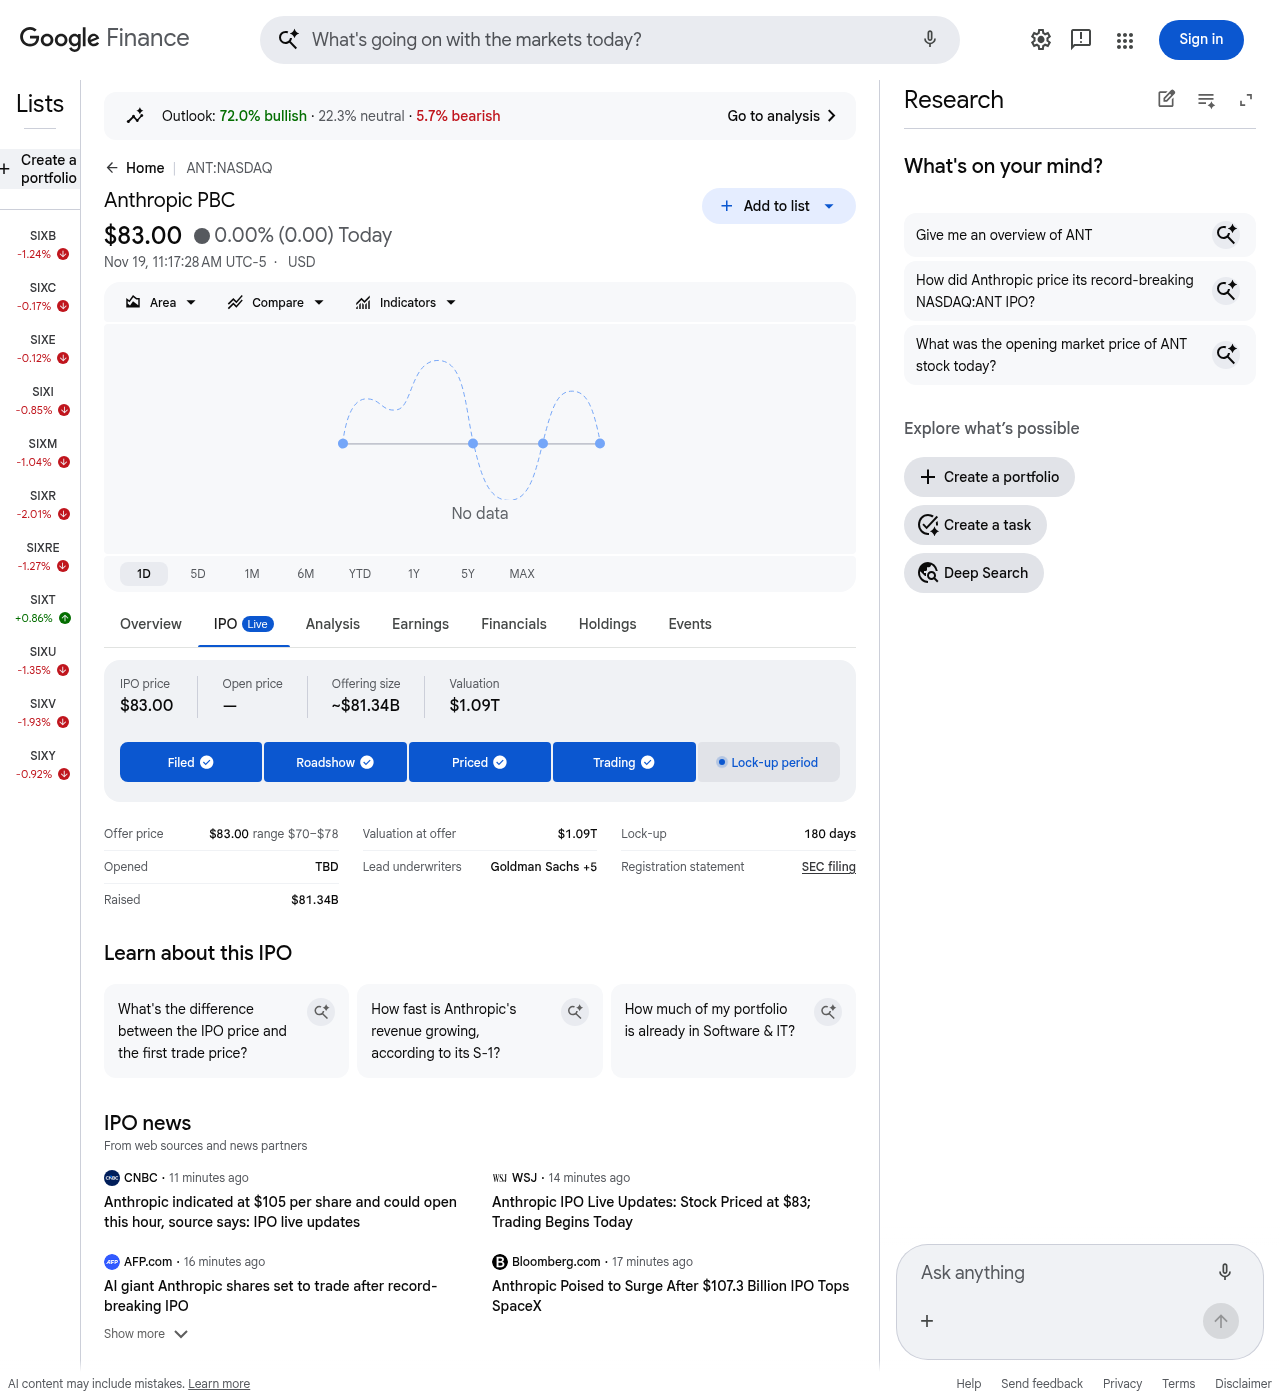 Google Finance
What's going on with the markets today?
Sign in
Lists
Create a
portfolio
SIXB
-1.24%
SIXC
-0.17%
SIXE
-0.12%
SIXI
-0.85%
SIXM
-1.04%
SIXR
-2.01%
SIXRE
-1.27%
SIXT
+0.86%
SIXU
-1.35%
SIXV
-1.93%
SIXY
-0.92%
Outlook: 72.0% bullish · 22.3% neutral · 5.7% bearish
Go to analysis
Home
ANT:NASDAQ
Anthropic PBC
Add to list
$83.00 0.00% (0.00) Today
Nov 19, 11:17:28 AM UTC-5 · USD
Area Compare Indicators
No data
1D 5D 1M 6M YTD 1Y 5Y MAX
Overview IPO Live Analysis Earnings Financials Holdings Events
IPO price Open price Offering size Valuation
$83.00 — ~$81.34B $1.09T
Filed Roadshow Priced Trading Lock-up period
Offer price $83.00 range $70–$78 Valuation at offer $1.09T Lock-up 180 days
Opened TBD Lead underwriters Goldman Sachs +5 Registration statement SEC filing
Raised $81.34B
Learn about this IPO
What's the difference
between the IPO price and
the first trade price?
How fast is Anthropic's
revenue growing,
according to its S-1?
How much of my portfolio
is already in Software & IT?
IPO news
From web sources and news partners
CNBC CNBC · 11 minutes ago
Anthropic indicated at $105 per share and could open
this hour, source says: IPO live updates
WSJ WSJ · 14 minutes ago
Anthropic IPO Live Updates: Stock Priced at $83;
Trading Begins Today
AFP AFP.com · 16 minutes ago
AI giant Anthropic shares set to trade after record-
breaking IPO
B Bloomberg.com · 17 minutes ago
Anthropic Poised to Surge After $107.3 Billion IPO Tops
SpaceX
Show more
Research
What's on your mind?
Give me an overview of ANT
How did Anthropic price its record-breaking
NASDAQ:ANT IPO?
What was the opening market price of ANT
stock today?
Explore what’s possible
Create a portfolio
Create a task
Deep Search
Ask anything
AI content may include mistakes. Learn more
Help Send feedback Privacy Terms Disclaimer